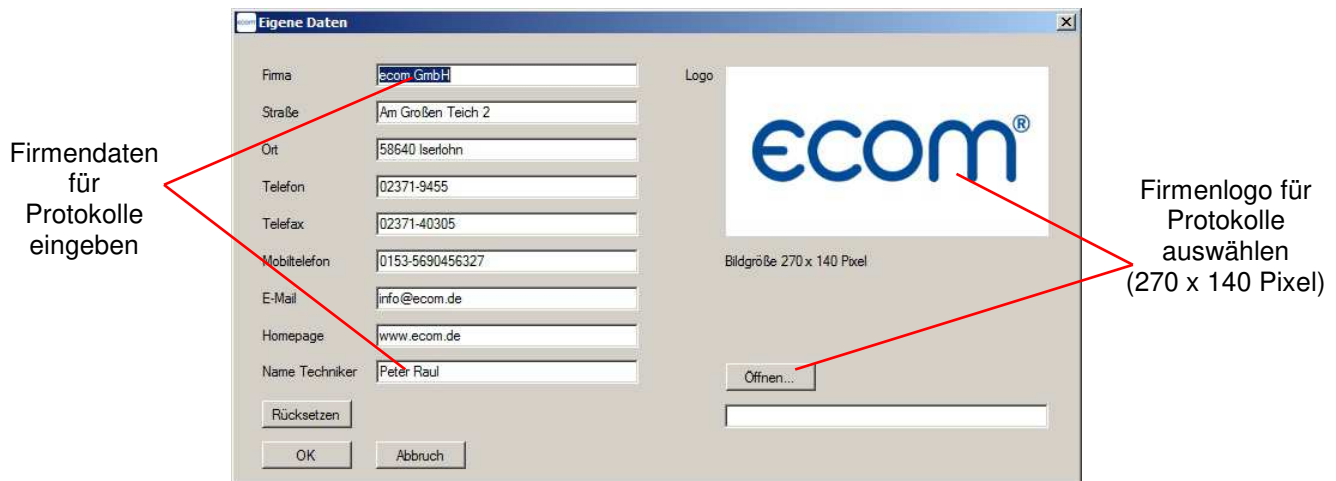 ecom Eigene Daten
Firma ecom GmbH
Straße Am Großen Teich 2
Ort 58640 Iserlohn
Telefon 02371-9455
Telefax 02371-40305
Mobiltelefon 0153-5690456327
E-Mail info@ecom.de
Homepage www.ecom.de
Name Techniker Peter Raul
Rücksetzen
OK Abbruch
Logo
ecom®
Bildgröße 270 x 140 Pixel
Öffnen...
Firmendaten
für
Protokolle
eingeben
Firmenlogo für
Protokolle
auswählen
(270 x 140 Pixel)